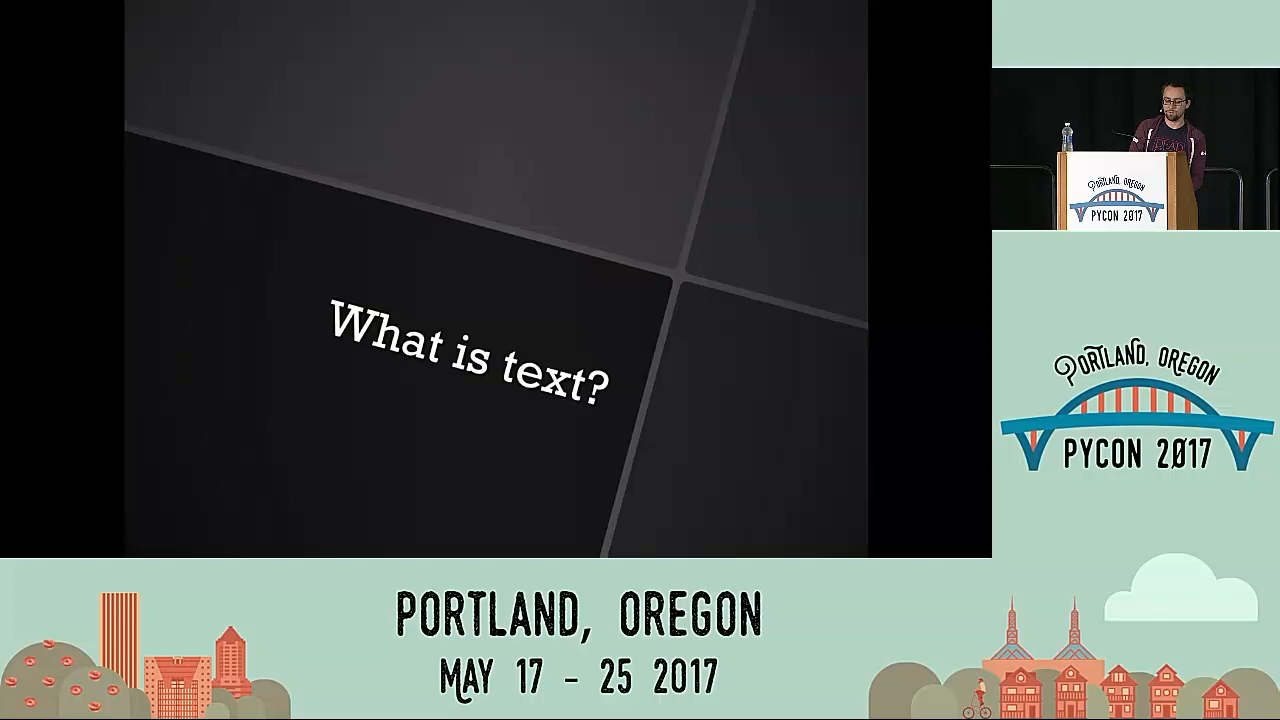 What is text?
PORTLAND, OREGON
PYCON 2017
PORTLAND, OREGON
PYCON 2017
PORTLAND, OREGON
MAY 17 - 25 2017